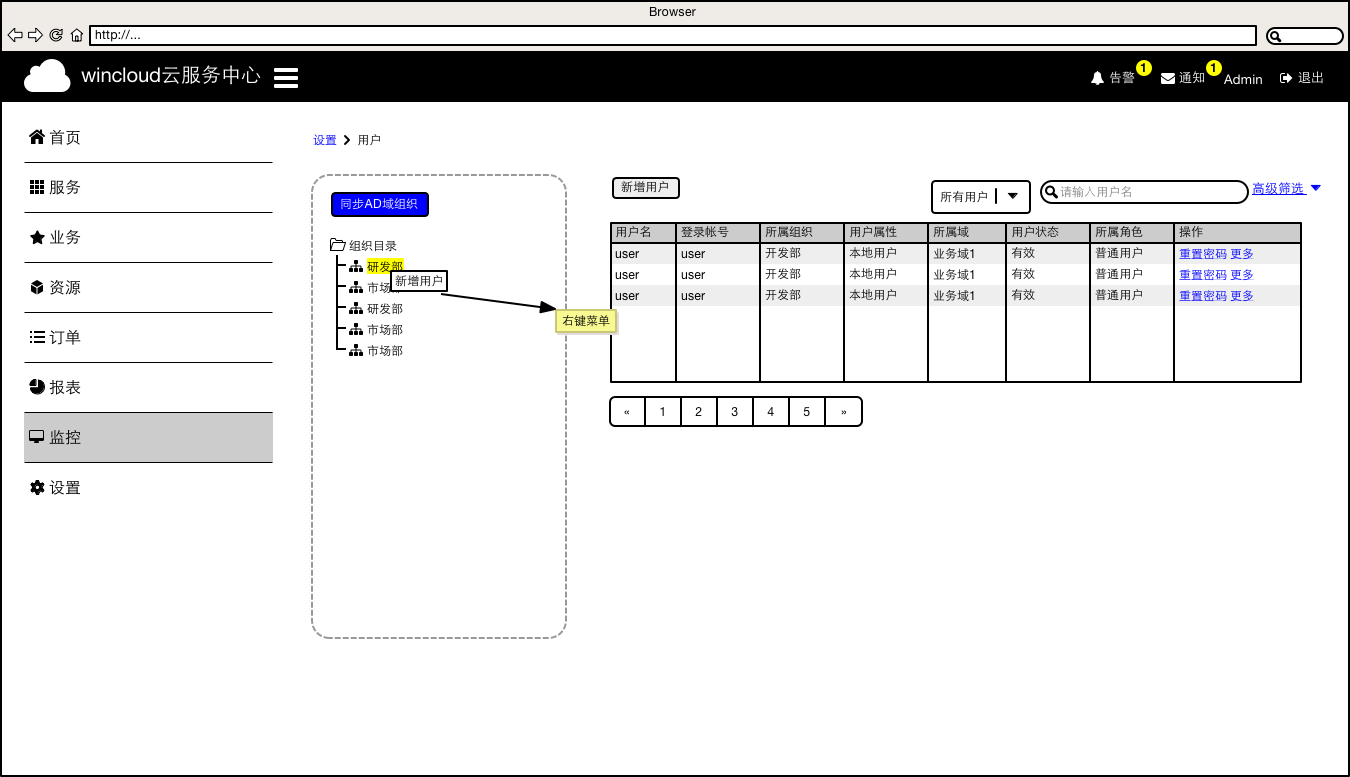 Browser
http://...
wincloud云服务中心
告警 1 通知 1 Admin 退出
首页
服务
业务
资源
订单
报表
监控
设置
设置 用户
同步AD域组织
组织目录
研发部
新增用户
市场
研发部
市场部
市场部
右键菜单
新增用户
所有用户
请输入用户名
高级筛选
用户名 登录帐号 所属组织 用户属性 所属域 用户状态 所属角色 操作
user user 开发部 本地用户 业务域1 有效 普通用户 重置密码 更多
user user 开发部 本地用户 业务域1 有效 普通用户 重置密码 更多
user user 开发部 本地用户 业务域1 有效 普通用户 重置密码 更多
« 1 2 3 4 5 »